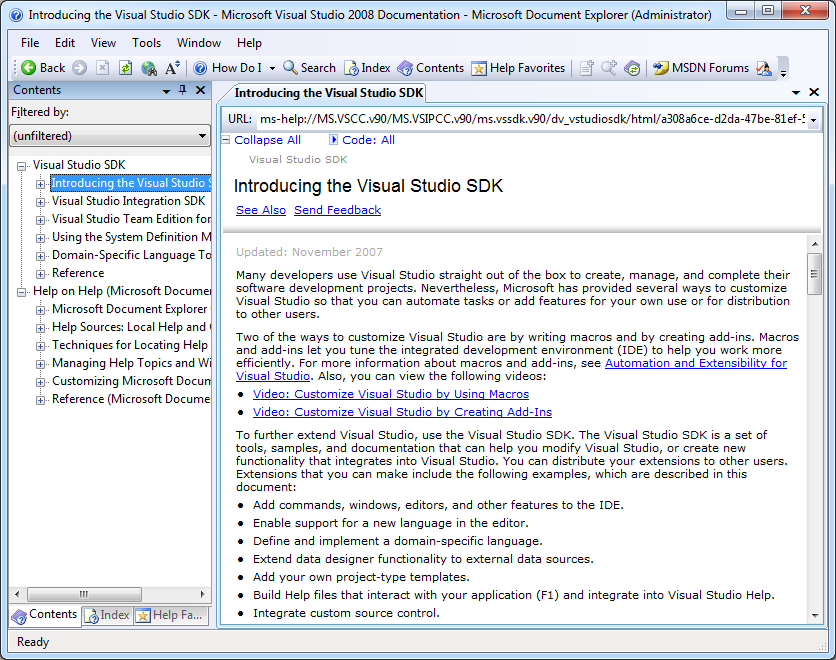 Introducing the Visual Studio SDK - Microsoft Visual Studio 2008 Documentation - Microsoft Document Explorer (Administrator)
File Edit View Tools Window Help
Back How Do I Search Index Contents Help Favorites MSDN Forums
Contents
Filtered by:
(unfiltered)
Visual Studio SDK
Introducing the Visual Studio S
Visual Studio Integration SDK
Visual Studio Team Edition for
Using the System Definition M
Domain-Specific Language To
Reference
Help on Help (Microsoft Docume
Microsoft Document Explorer
Help Sources: Local Help and
Techniques for Locating Help
Managing Help Topics and Wi
Customizing Microsoft Docum
Reference (Microsoft Docume
Contents Index Help Fa...
Introducing the Visual Studio SDK
URL: ms-help://MS.VSCC.v90/MS.VSIPCC.v90/ms.vssdk.v90/dv_vstudiosdk/html/a308a6ce-d2da-47be-81ef-5
Collapse All Code: All
Visual Studio SDK
Introducing the Visual Studio SDK
See Also Send Feedback
Updated: November 2007
Many developers use Visual Studio straight out of the box to create, manage, and complete their
software development projects. Nevertheless, Microsoft has provided several ways to customize
Visual Studio so that you can automate tasks or add features for your own use or for distribution
to other users.
Two of the ways to customize Visual Studio are by writing macros and by creating add-ins. Macros
and add-ins let you tune the integrated development environment (IDE) to help you work more
efficiently. For more information about macros and add-ins, see Automation and Extensibility for
Visual Studio. Also, you can view the following videos:
• Video: Customize Visual Studio by Using Macros
• Video: Customize Visual Studio by Creating Add-Ins
To further extend Visual Studio, use the Visual Studio SDK. The Visual Studio SDK is a set of
tools, samples, and documentation that can help you modify Visual Studio, or create new
functionality that integrates into Visual Studio. You can distribute your extensions to other users.
Extensions that you can make include the following examples, which are described in this
document:
• Add commands, windows, editors, and other features to the IDE.
• Enable support for a new language in the editor.
• Define and implement a domain-specific language.
• Extend data designer functionality to external data sources.
• Add your own project-type templates.
• Build Help files that interact with your application (F1) and integrate into Visual Studio Help.
• Integrate custom source control.
Ready